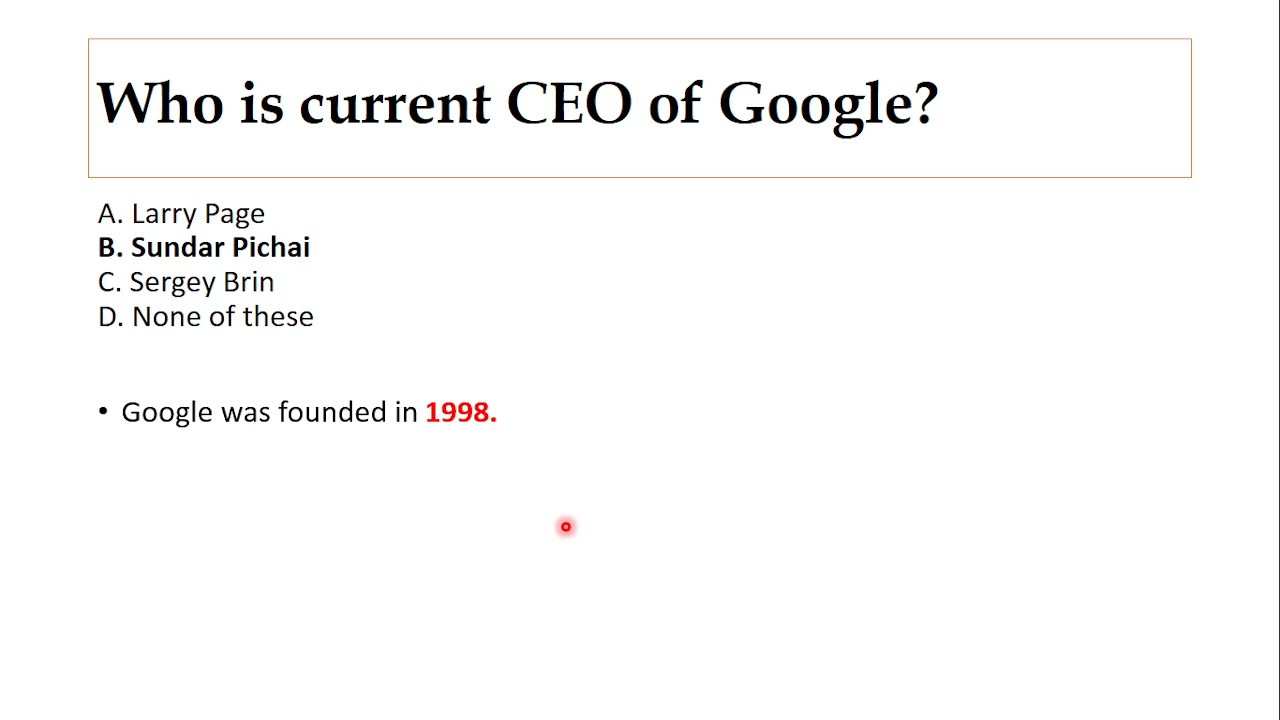 Who is current CEO of Google?
A. Larry Page
B. Sundar Pichai
C. Sergey Brin
D. None of these
• Google was founded in 1998.